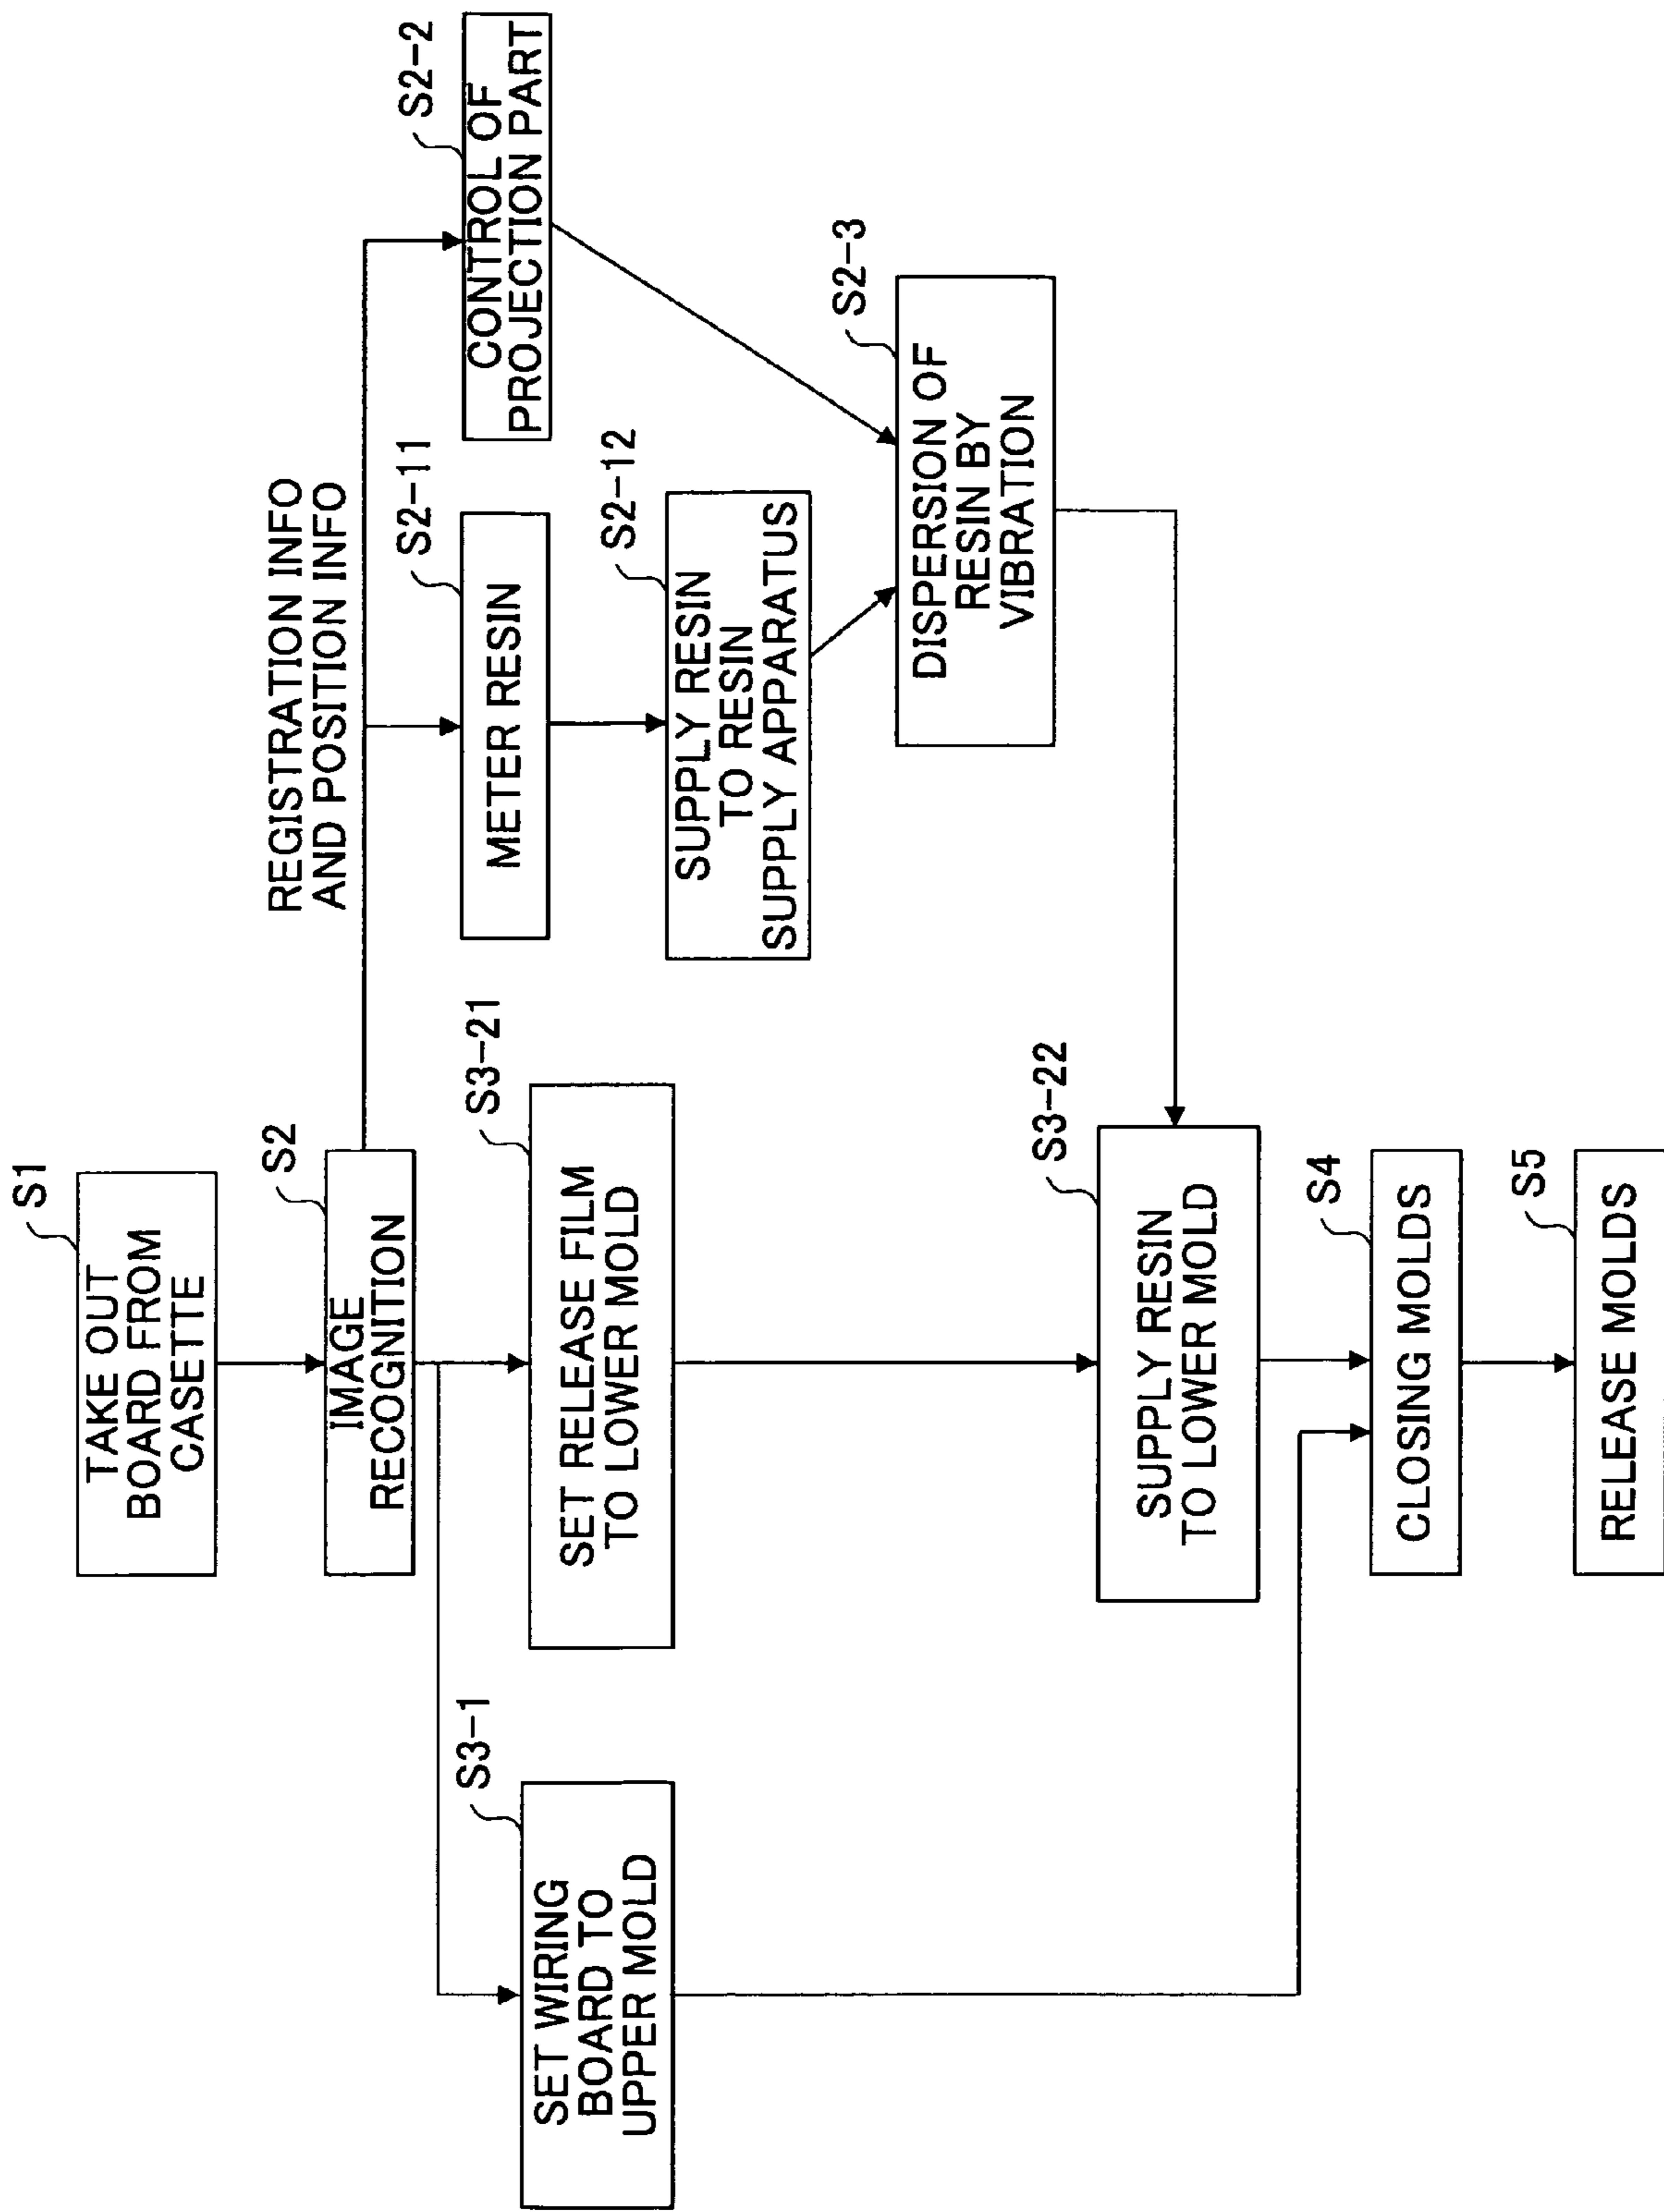 S1
TAKE OUT
BOARD FROM
CASETTE
S2
IMAGE
RECOGNITION
REGISTRATION INFO
AND POSITION INFO
S3-1
SET WIRING
BOARD TO
UPPER MOLD
S3-21
SET RELEASE FILM
TO LOWER MOLD
S2-11
METER RESIN
S2-2
CONTROL OF
PROJECTION PART
S2-12
SUPPLY RESIN
TO RESIN
SUPPLY APPARATUS
S2-3
DISPERSION OF
RESIN BY
VIBRATION
S3-22
SUPPLY RESIN
TO LOWER MOLD
S4
CLOSING MOLDS
S5
RELEASE MOLDS